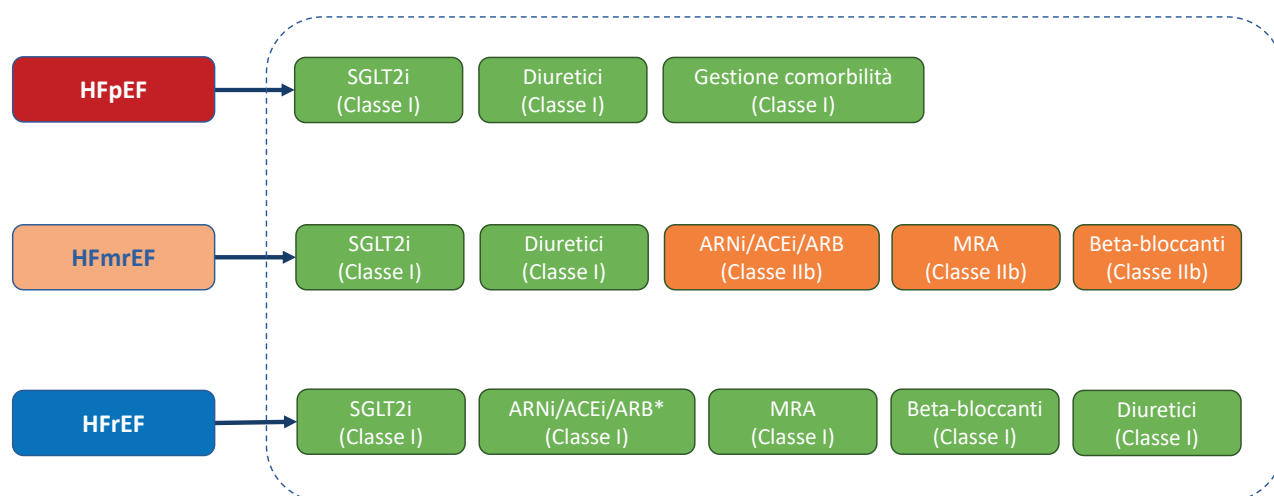 HFpEF
SGLT2i
(Classe I)
Diuretici
(Classe I)
Gestione comorbilità
(Classe I)
HFmrEF
SGLT2i
(Classe I)
Diuretici
(Classe I)
ARNi/ACEi/ARB
(Classe IIb)
MRA
(Classe IIb)
Beta-bloccanti
(Classe IIb)
HFrEF
SGLT2i
(Classe I)
ARNi/ACEi/ARB*
(Classe I)
MRA
(Classe I)
Beta-bloccanti
(Classe I)
Diuretici
(Classe I)